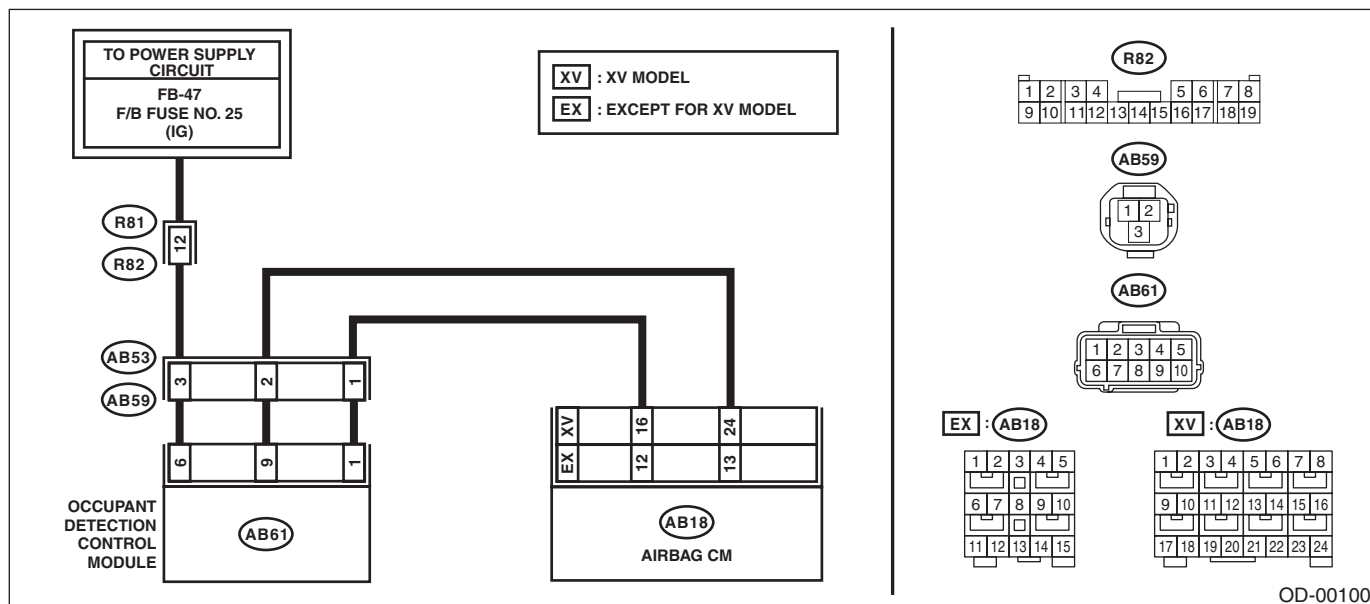 TO POWER SUPPLY
CIRCUIT
FB-47
F/B FUSE NO. 25
(IG)
XV : XV MODEL
EX : EXCEPT FOR XV MODEL
R81
12
R82
AB53
3 2 1
AB59
6 9 1
OCCUPANT
DETECTION
CONTROL
MODULE
AB61
XV 16 24
EX 12 13
AB18
AIRBAG CM
R82
1 2 3 4 5 6 7 8
9 10 11 12 13 14 15 16 17 18 19
AB59
1 2
3
AB61
1 2 3 4 5
6 7 8 9 10
EX : AB18
1 2 3 4 5
6 7 8 9 10
11 12 13 14 15
XV : AB18
1 2 3 4 5 6 7 8
9 10 11 12 13 14 15 16
17 18 19 20 21 22 23 24
OD-00100